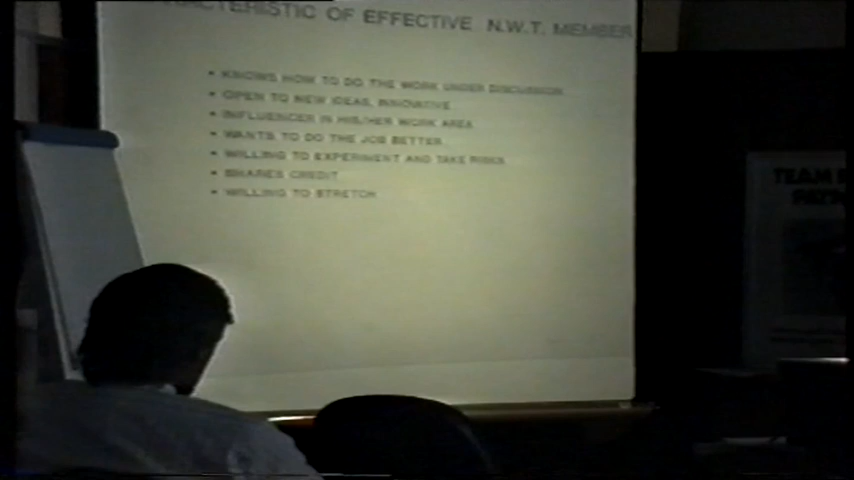 CHARACTERISTIC OF EFFECTIVE N.W.T. MEMBER
• KNOWS HOW TO DO THE WORK UNDER DISCUSSION
• OPEN TO NEW IDEAS, INNOVATIVE
• INFLUENCER IN HIS/HER WORK AREA
• WANTS TO DO THE JOB BETTER
• WILLING TO EXPERIMENT AND TAKE RISKS
• SHARES CREDIT
• WILLING TO STRETCH
TEAM